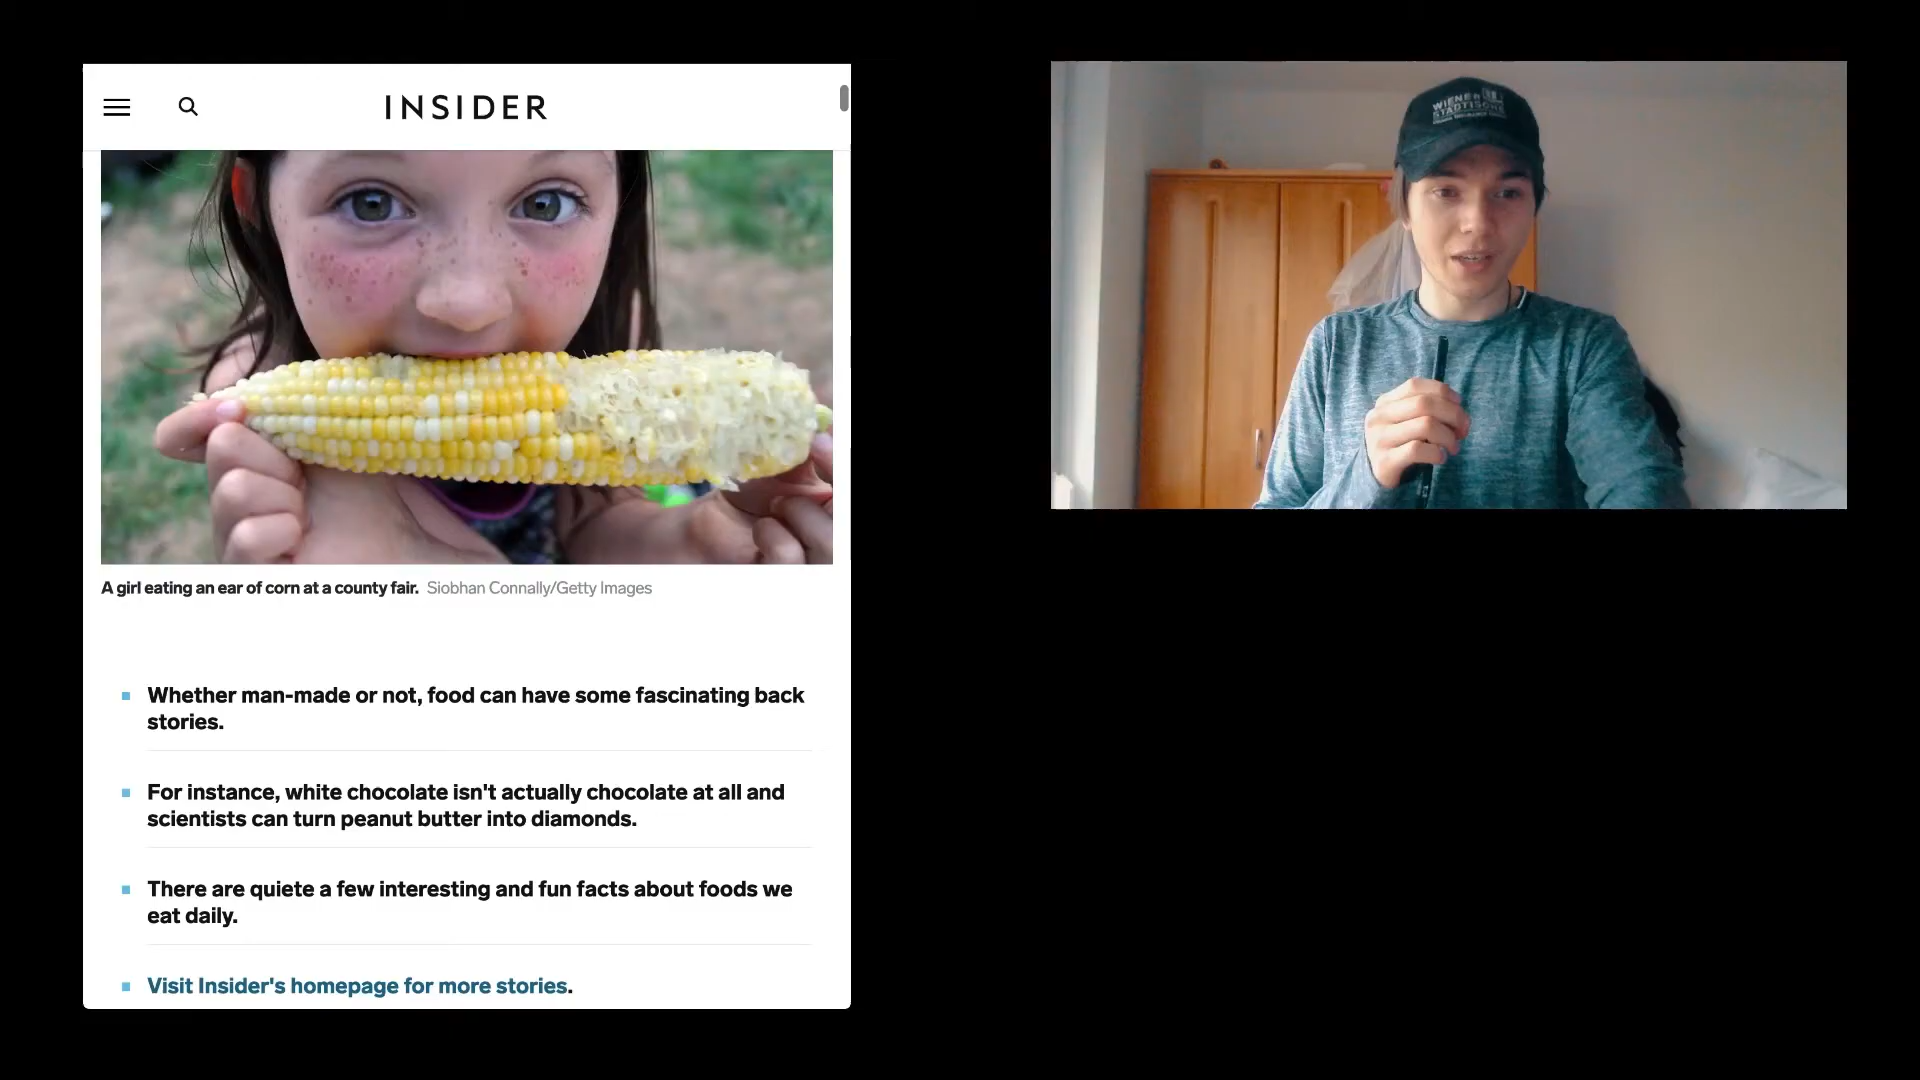 INSIDER
WIENER
STÄDTISCHE
A girl eating an ear of corn at a county fair. Siobhan Connally/Getty Images
Whether man-made or not, food can have some fascinating back
stories.
For instance, white chocolate isn't actually chocolate at all and
scientists can turn peanut butter into diamonds.
There are quiete a few interesting and fun facts about foods we
eat daily.
Visit Insider's homepage for more stories.